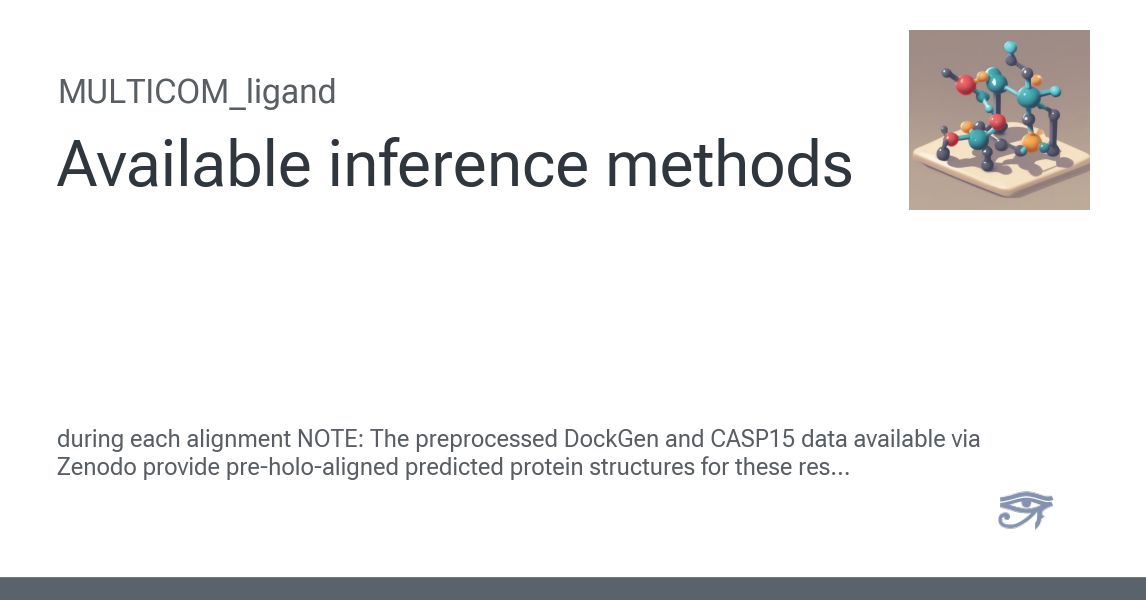 MULTICOM_ligand
Available inference methods
during each alignment NOTE: The preprocessed DockGen and CASP15 data available via
Zenodo provide pre-holo-aligned predicted protein structures for these res...